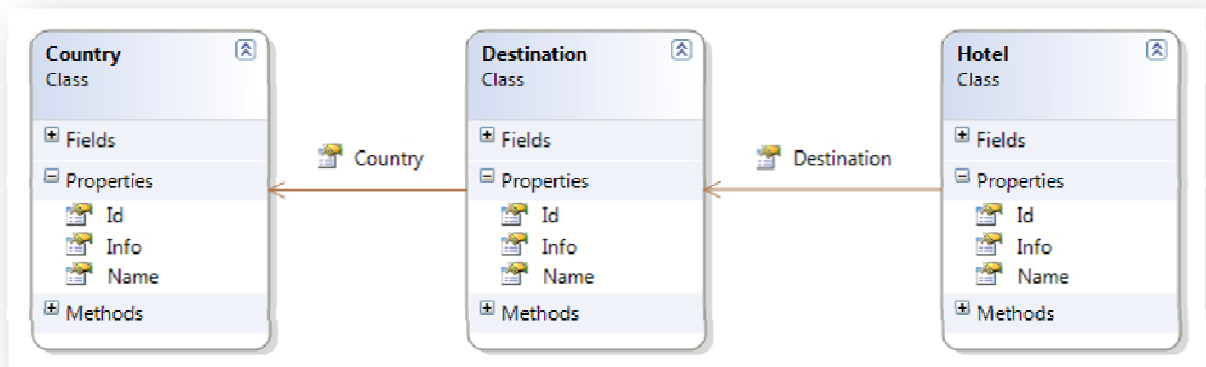 Country
Class
Fields
Properties
Id
Info
Name
Methods
Country
Destination
Class
Fields
Properties
Id
Info
Name
Methods
Destination
Hotel
Class
Fields
Properties
Id
Info
Name
Methods